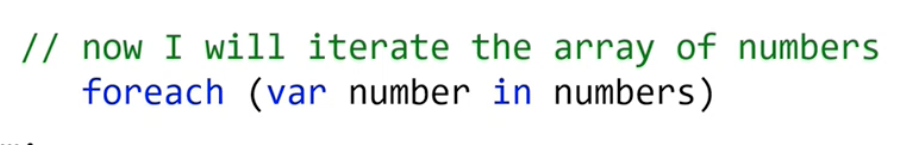 // now I will iterate the array of numbers
foreach (var number in numbers)